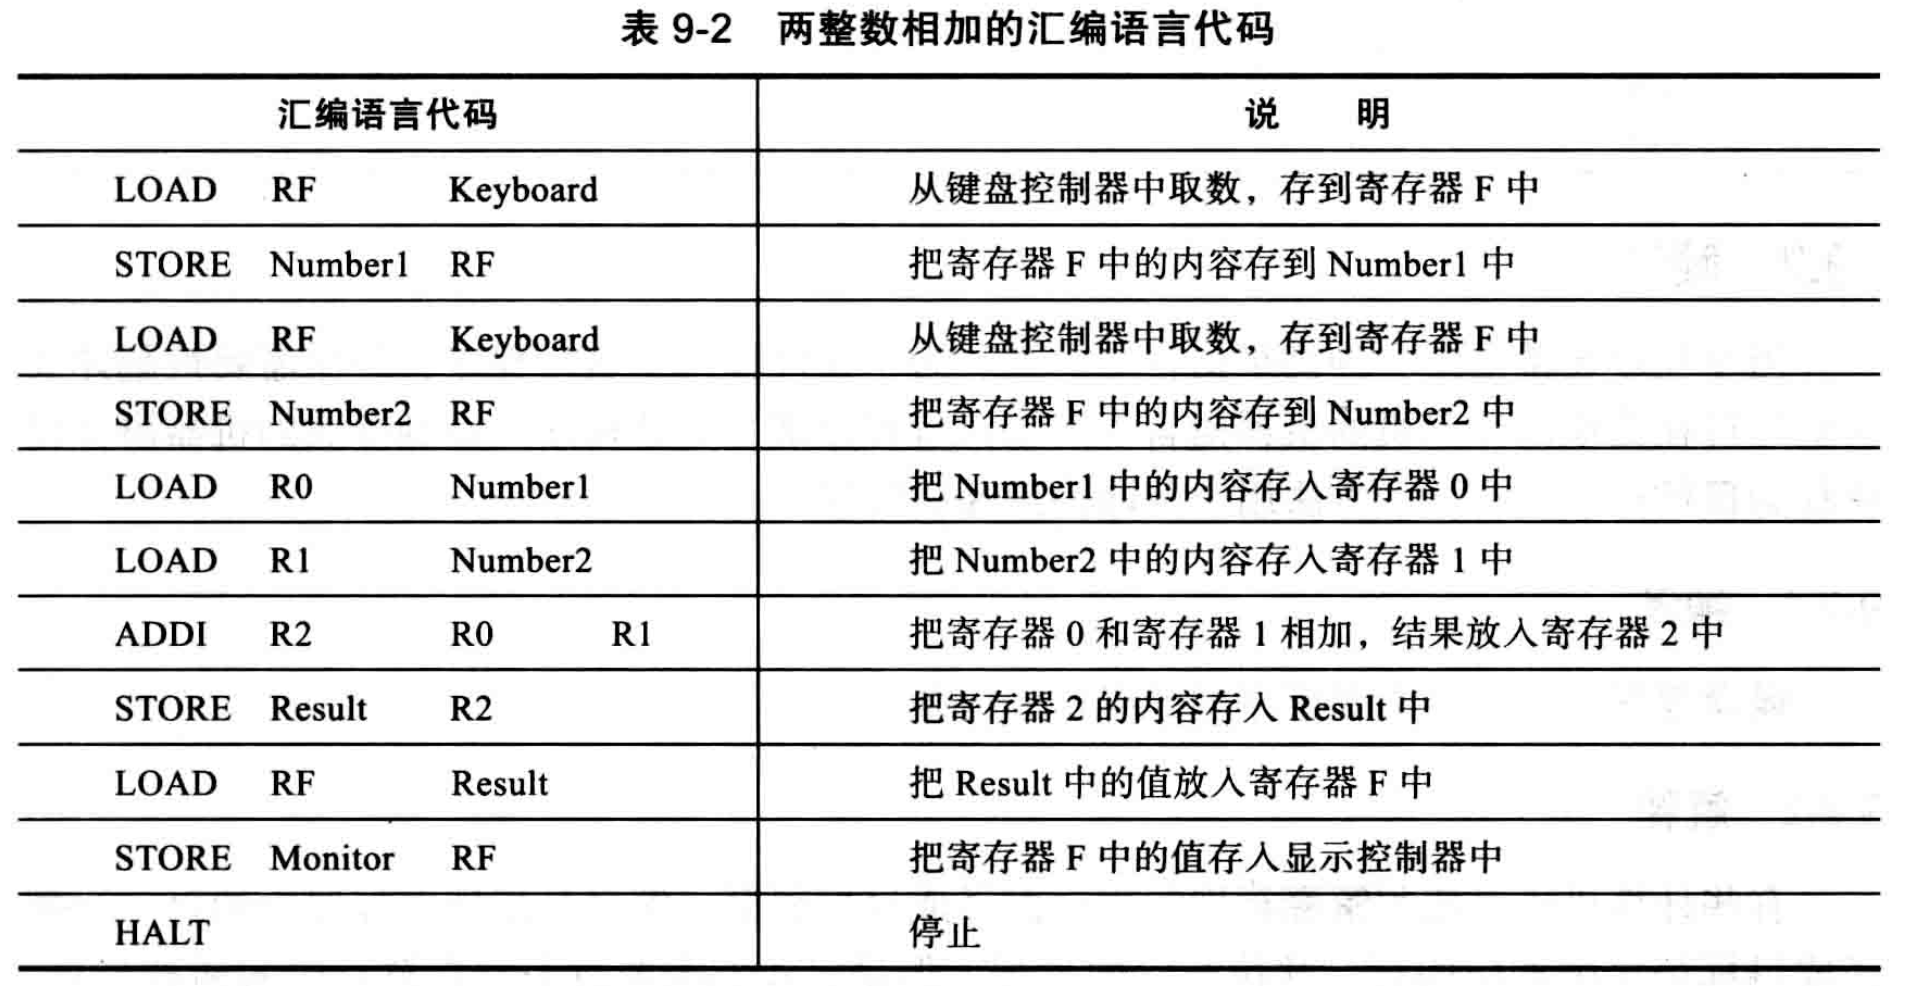 表 9-2 两整数相加的汇编语言代码
汇编语言代码 说 明
LOAD RF Keyboard 从键盘控制器中取数，存到寄存器 F 中
STORE Number1 RF 把寄存器 F 中的内容存到 Number1 中
LOAD RF Keyboard 从键盘控制器中取数，存到寄存器 F 中
STORE Number2 RF 把寄存器 F 中的内容存到 Number2 中
LOAD R0 Number1 把 Number1 中的内容存入寄存器 0 中
LOAD R1 Number2 把 Number2 中的内容存入寄存器 1 中
ADDI R2 R0 R1 把寄存器 0 和寄存器 1 相加，结果放入寄存器 2 中
STORE Result R2 把寄存器 2 的内容存入 Result 中
LOAD RF Result 把 Result 中的值放入寄存器 F 中
STORE Monitor RF 把寄存器 F 中的值存入显示控制器中
HALT 停止